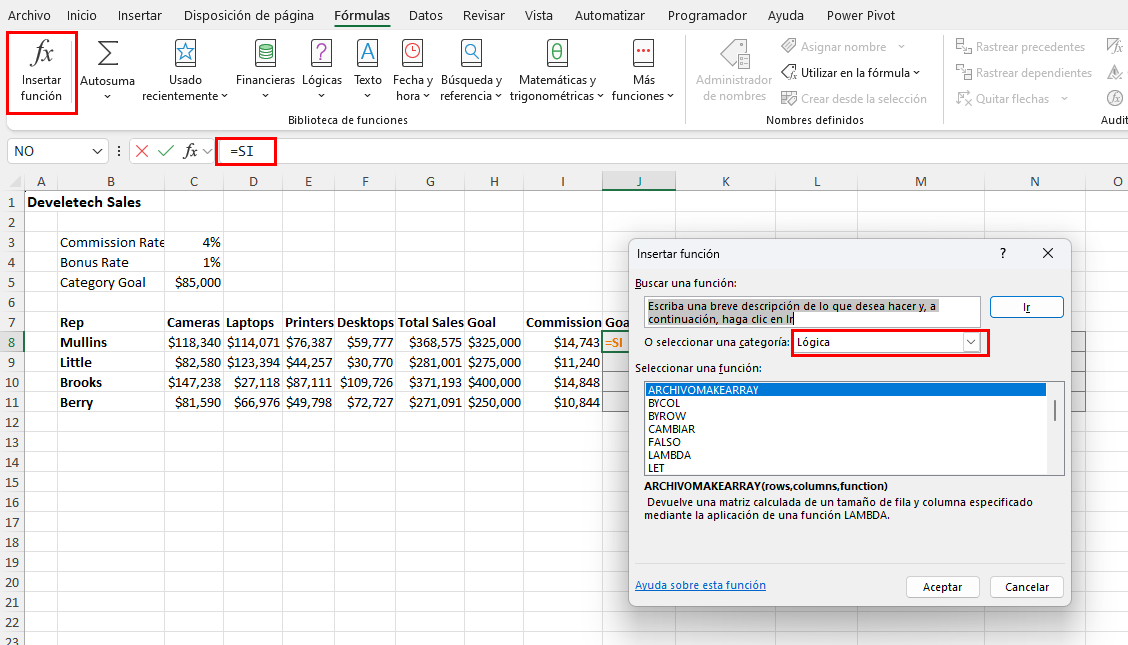 Archivo Inicio Insertar Disposición de página Fórmulas Datos Revisar Vista Automatizar Programador Ayuda Power Pivot
fx Insertar función
Σ Autosuma
Usado recientemente
Financieras
? Lógicas
A Texto
Fecha y hora
Búsqueda y referencia
θ Matemáticas y trigonométricas
Más funciones
Biblioteca de funciones
Administrador de nombres
Asignar nombre
Utilizar en la fórmula
Crear desde la selección
Nombres definidos
Rastrear precedentes
Rastrear dependientes
Quitar flechas
fx
Audit
NO fx =SI
A B C D E F G H I J K L M N O
1 Develetech Sales
2
3 Commission Rate 4%
4 Bonus Rate 1%
5 Category Goal $85,000
6
7 Rep Cameras Laptops Printers Desktops Total Sales Goal Commission Goa
8 Mullins $118,340 $114,071 $76,387 $59,777 $368,575 $325,000 $14,743 =SI
9 Little $82,580 $123,394 $44,257 $30,770 $281,001 $275,000 $11,240
10 Brooks $147,238 $27,118 $87,111 $109,726 $371,193 $400,000 $14,848
11 Berry $81,590 $66,976 $49,798 $72,727 $271,091 $250,000 $10,844
12
13
14
15
16
17
18
19
20
21
22
23
Insertar función ?
Buscar una función:
Escriba una breve descripción de lo que desea hacer y, a
continuación, haga clic en Ir
Ir
O seleccionar una categoría: Lógica
Seleccionar una función:
ARCHIVOMAKEARRAY
BYCOL
BYROW
CAMBIAR
FALSO
LAMBDA
LET
ARCHIVOMAKEARRAY(rows,columns,function)
Devuelve una matriz calculada de un tamaño de fila y columna especificado
mediante la aplicación de una función LAMBDA.
Ayuda sobre esta función
Aceptar Cancelar